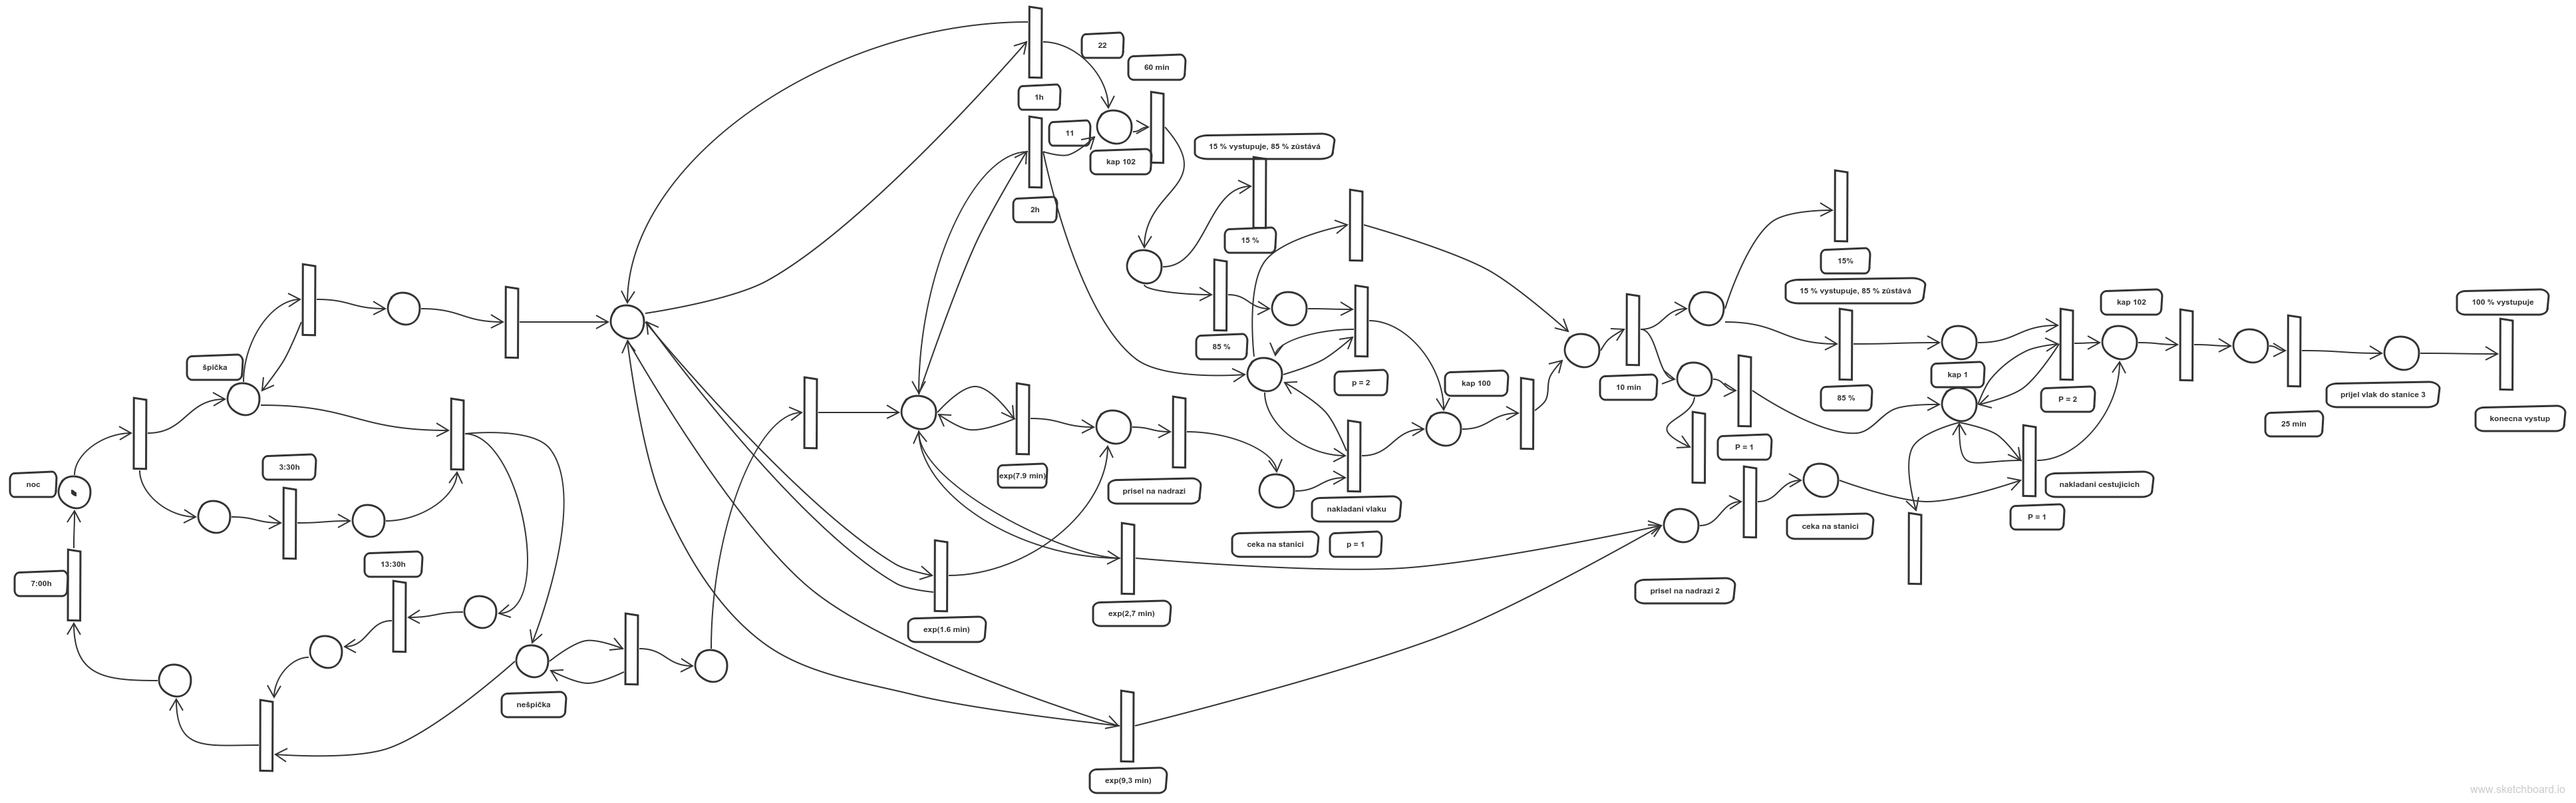 22
60 min
1h
11
kap 102
2h
15 % vystupuje, 85 % zůstává
15 %
85 %
p = 2
kap 100
špička
noc
3:30h
7:00h
13:30h
nešpička
exp(7.9 min)
prisel na nadrazi
nakladani vlaku
ceka na stanici
p = 1
exp(1.6 min)
exp(2,7 min)
exp(9,3 min)
10 min
15%
15 % vystupuje, 85 % zůstává
85 %
P = 1
prisel na nadrazi 2
ceka na stanici
kap 1
P = 2
kap 102
nakladani cestujicich
P = 1
25 min
prijel vlak do stanice 3
100 % vystupuje
konecna vystup
www.sketchboard.io